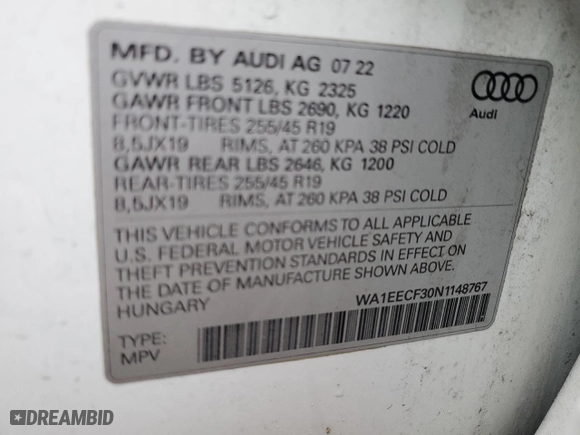 MFD. BY AUDI AG 07 22
GVWR LBS 5126, KG 2325
GAWR FRONT LBS 2690, KG 1220
FRONT-TIRES 255/45 R19
8,5JX19 RIMS, AT 260 KPA 38 PSI COLD
GAWR REAR LBS 2646, KG 1200
REAR-TIRES 255/45 R19
8,5JX19 RIMS, AT 260 KPA 38 PSI COLD
Audi
THIS VEHICLE CONFORMS TO ALL APPLICABLE
U.S. FEDERAL MOTOR VEHICLE SAFETY AND
THEFT PREVENTION STANDARDS IN EFFECT ON
THE DATE OF MANUFACTURE SHOWN ABOVE.
HUNGARY
WA1EECF30N1148767
TYPE:
MPV
DREAMBID